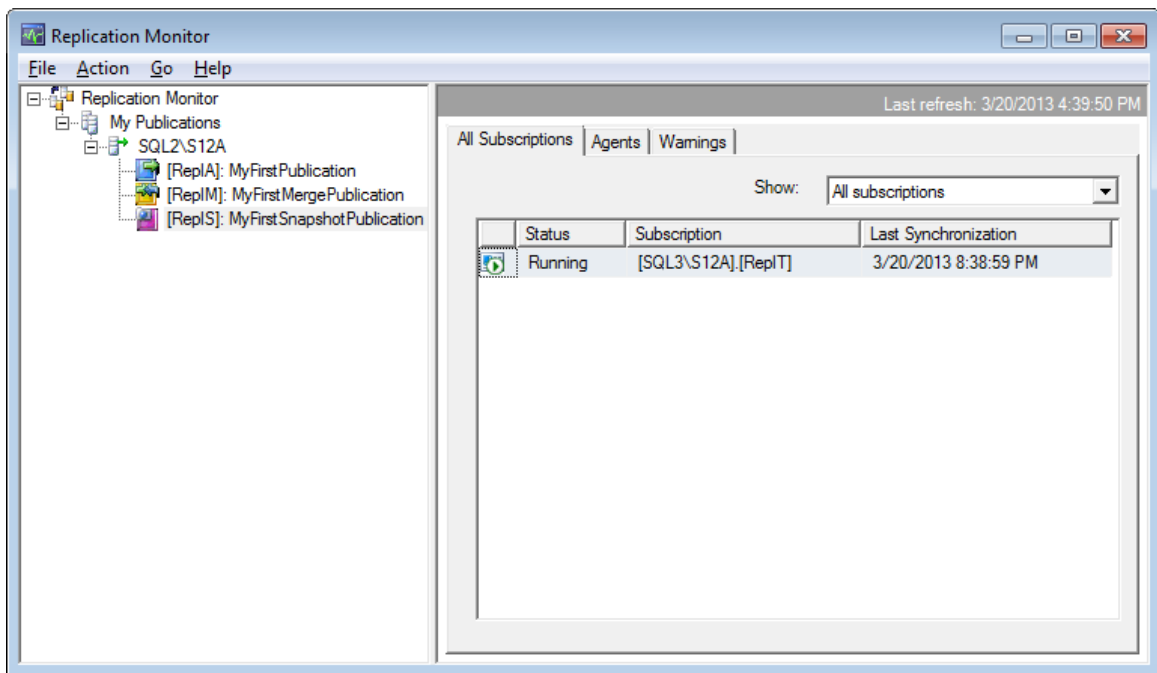 Replication Monitor
File Action Go Help
Replication Monitor
My Publications
SQL2\S12A
[ReplA]: MyFirstPublication
[ReplM]: MyFirstMergePublication
[ReplS]: MyFirstSnapshotPublication
Last refresh: 3/20/2013 4:39:50 PM
All Subscriptions Agents Warnings
Show: All subscriptions
Status Subscription Last Synchronization
Running [SQL3\S12A].[ReplT] 3/20/2013 8:38:59 PM